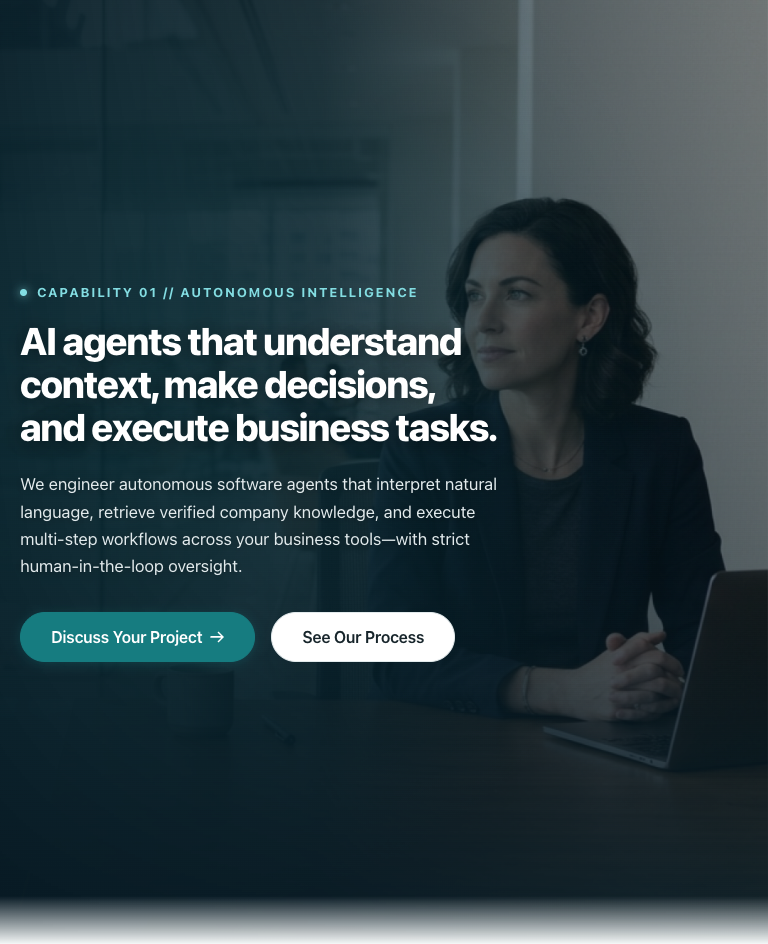 CAPABILITY 01 // AUTONOMOUS INTELLIGENCE
AI agents that understand
context, make decisions,
and execute business tasks.
We engineer autonomous software agents that interpret natural
language, retrieve verified company knowledge, and execute
multi-step workflows across your business tools—with strict
human-in-the-loop oversight.
Discuss Your Project →
See Our Process